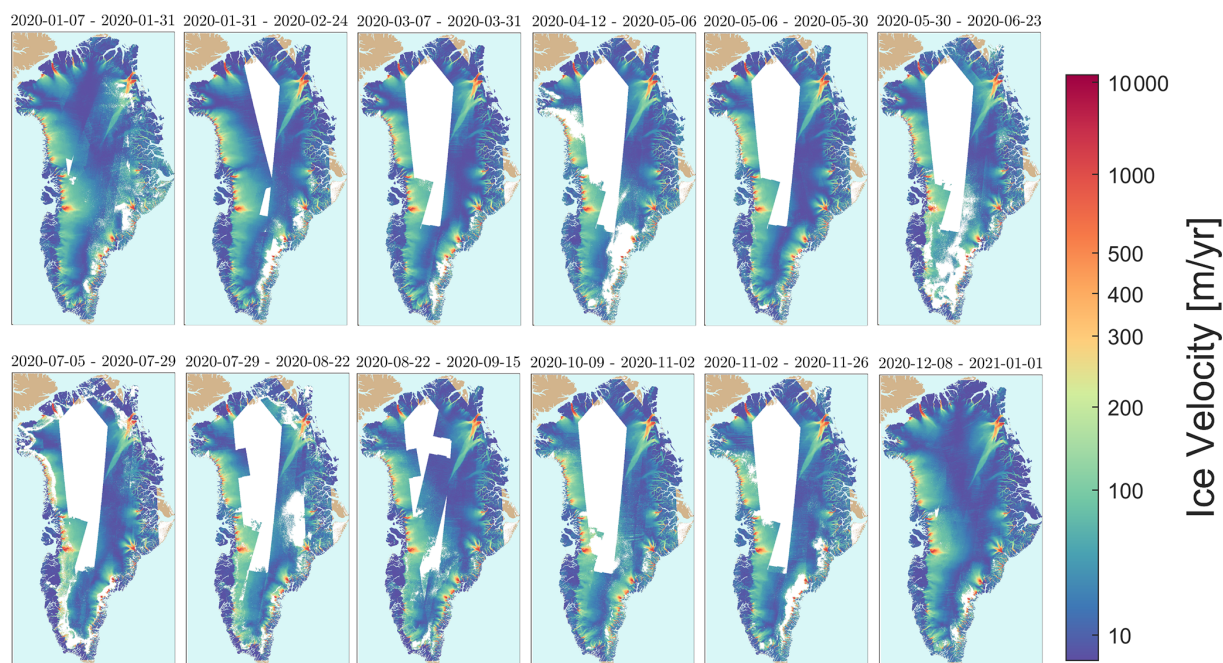 2020-01-07 - 2020-01-31
2020-01-31 - 2020-02-24
2020-03-07 - 2020-03-31
2020-04-12 - 2020-05-06
2020-05-06 - 2020-05-30
2020-05-30 - 2020-06-23
2020-07-05 - 2020-07-29
2020-07-29 - 2020-08-22
2020-08-22 - 2020-09-15
2020-10-09 - 2020-11-02
2020-11-02 - 2020-11-26
2020-12-08 - 2021-01-01
10000
1000
500
400
300
200
100
10
Ice Velocity [m/yr]